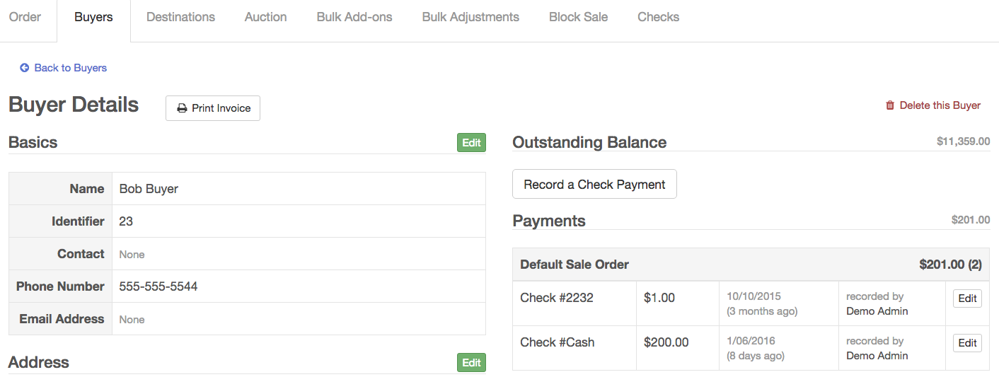 Order Buyers Destinations Auction Bulk Add-ons Bulk Adjustments Block Sale Checks
Back to Buyers
Buyer Details Print Invoice Delete this Buyer
Basics Edit
Name Bob Buyer
Identifier 23
Contact None
Phone Number 555-555-5544
Email Address None
Address Edit
Outstanding Balance $11,359.00
Record a Check Payment
Payments $201.00
Default Sale Order $201.00 (2)
Check #2232 $1.00 10/10/2015 recorded by Edit
(3 months ago) Demo Admin
Check #Cash $200.00 1/06/2016 recorded by Edit
(8 days ago) Demo Admin